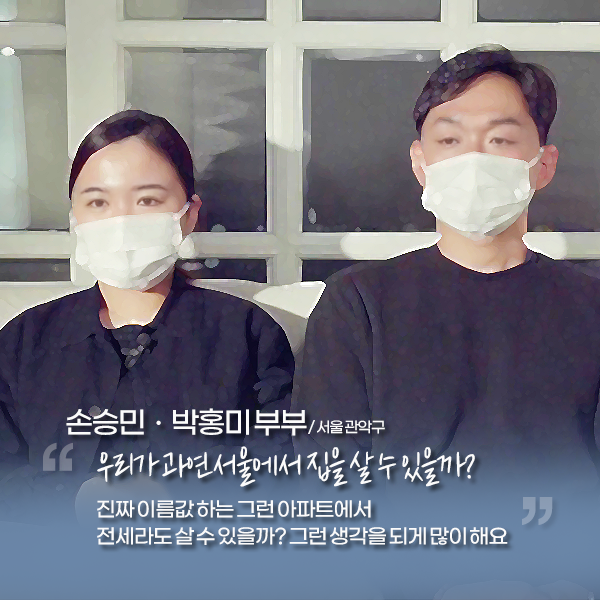 손승민 · 박홍미 부부 / 서울 관악구
“ 우리가 과연 서울에서 집을 살 수 있을까?
진짜 이름값 하는 그런 아파트에서
전세라도 살 수 있을까? 그런 생각을 되게 많이 해요 ”